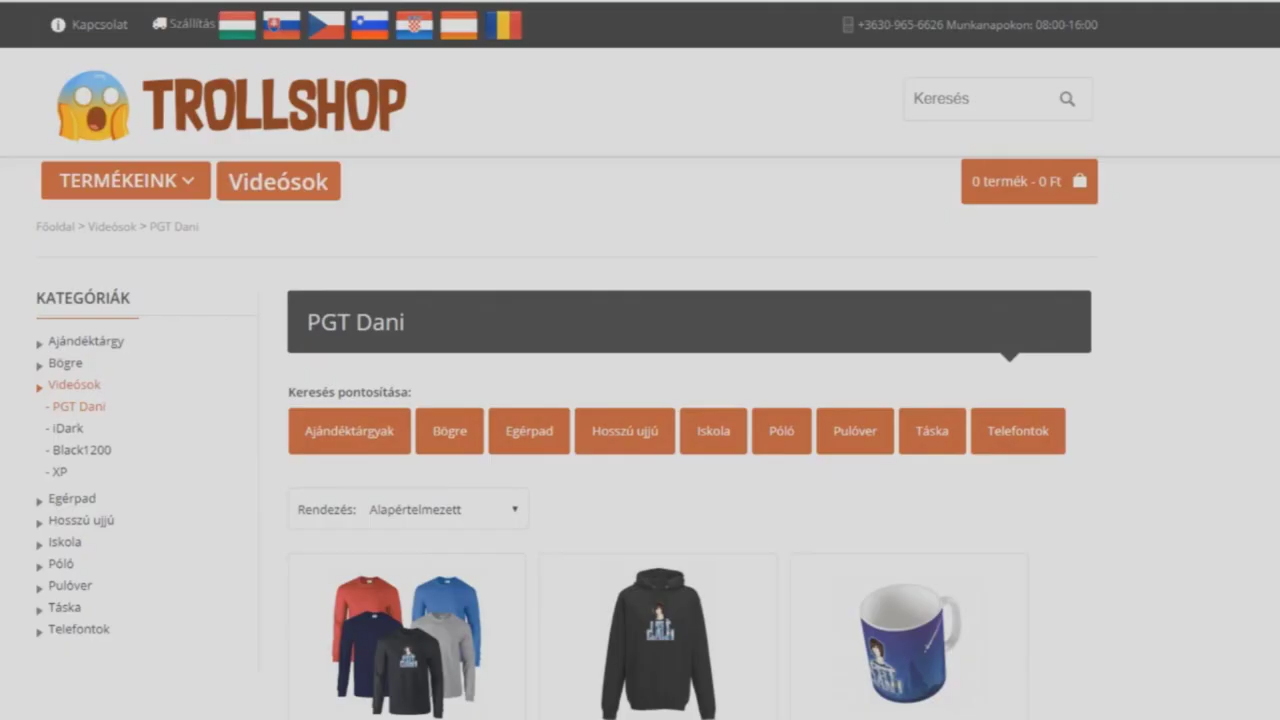 Kapcsolat
Szállítás
+3630-965-6626 Munkanapokon: 08:00-16:00
TROLLSHOP
Keresés
TERMÉKEINK
Videósok
0 termék - 0 Ft
Főoldal > Videósok > PGT Dani
KATEGÓRIÁK
Ajándéktárgy
Bögre
Videósok
- PGT Dani
- iDark
- Black1200
- XP
Egérpad
Hosszú ujjú
Iskola
Póló
Pulóver
Táska
Telefontok
PGT Dani
Keresés pontosítása:
Ajándéktárgyak
Bögre
Egérpad
Hosszú ujjú
Iskola
Póló
Pulóver
Táska
Telefontok
Rendezés: Alapértelmezett